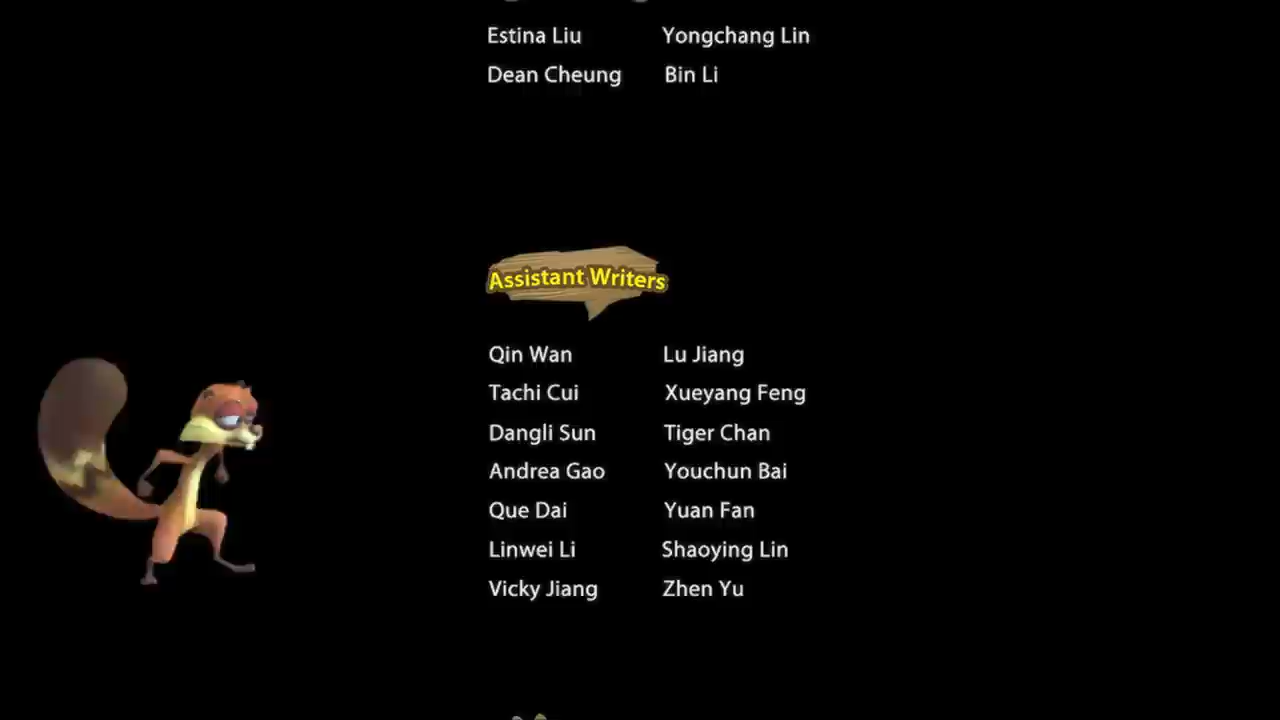 Estina Liu Yongchang Lin
Dean Cheung Bin Li
Assistant Writers
Qin Wan Lu Jiang
Tachi Cui Xueyang Feng
Dangli Sun Tiger Chan
Andrea Gao Youchun Bai
Que Dai Yuan Fan
Linwei Li Shaoying Lin
Vicky Jiang Zhen Yu